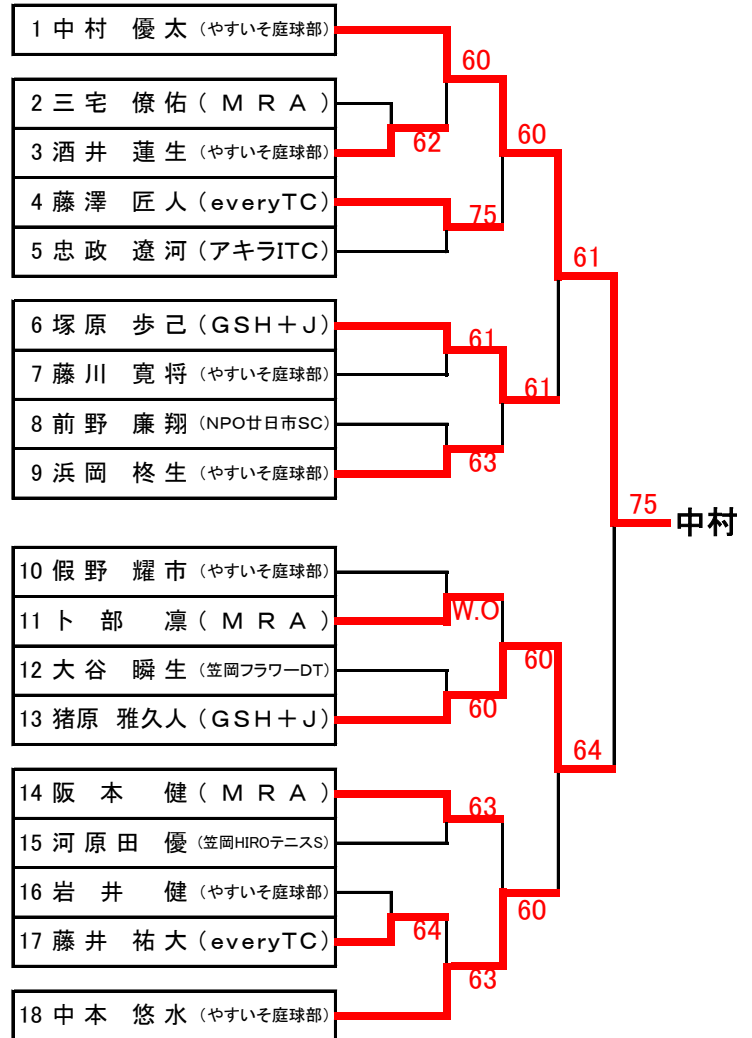 1 中村 優太 (やすいそ庭球部)
60
2 三宅 僚佑 (MRA)
62
60
3 酒井 蓮生 (やすいそ庭球部)
4 藤澤 匠人 (everyTC)
75
5 忠政 遼河 (アキラITC)
61
6 塚原 歩己 (GSH+J)
61
7 藤川 寛将 (やすいそ庭球部)
61
8 前野 廉翔 (NPO廿日市SC)
63
9 浜岡 柊生 (やすいそ庭球部)
75 中村
10 假野 耀市 (やすいそ庭球部)
W.O
11 卜部 凛 (MRA)
12 大谷 瞬生 (笠岡フラワーDT)
60
60
13 猪原 雅久人 (GSH+J)
64
14 阪本 健 (MRA)
63
15 河原田 優 (笠岡HIROテニスS)
16 岩井 健 (やすいそ庭球部)
60
64
17 藤井 祐大 (everyTC)
63
18 中本 悠水 (やすいそ庭球部)